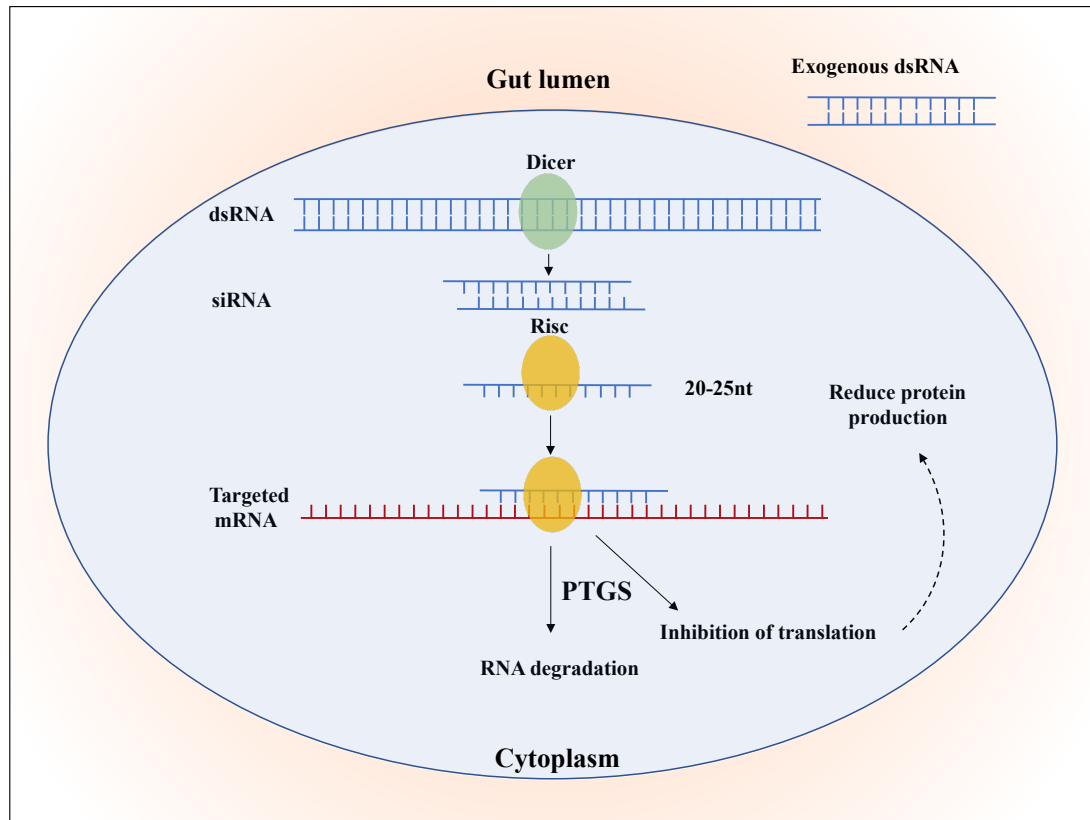 Gut lumen
Exogenous dsRNA
Dicer
dsRNA
siRNA
Risc
20-25nt
Reduce protein
production
Targeted
mRNA
PTGS
Inhibition of translation
RNA degradation
Cytoplasm